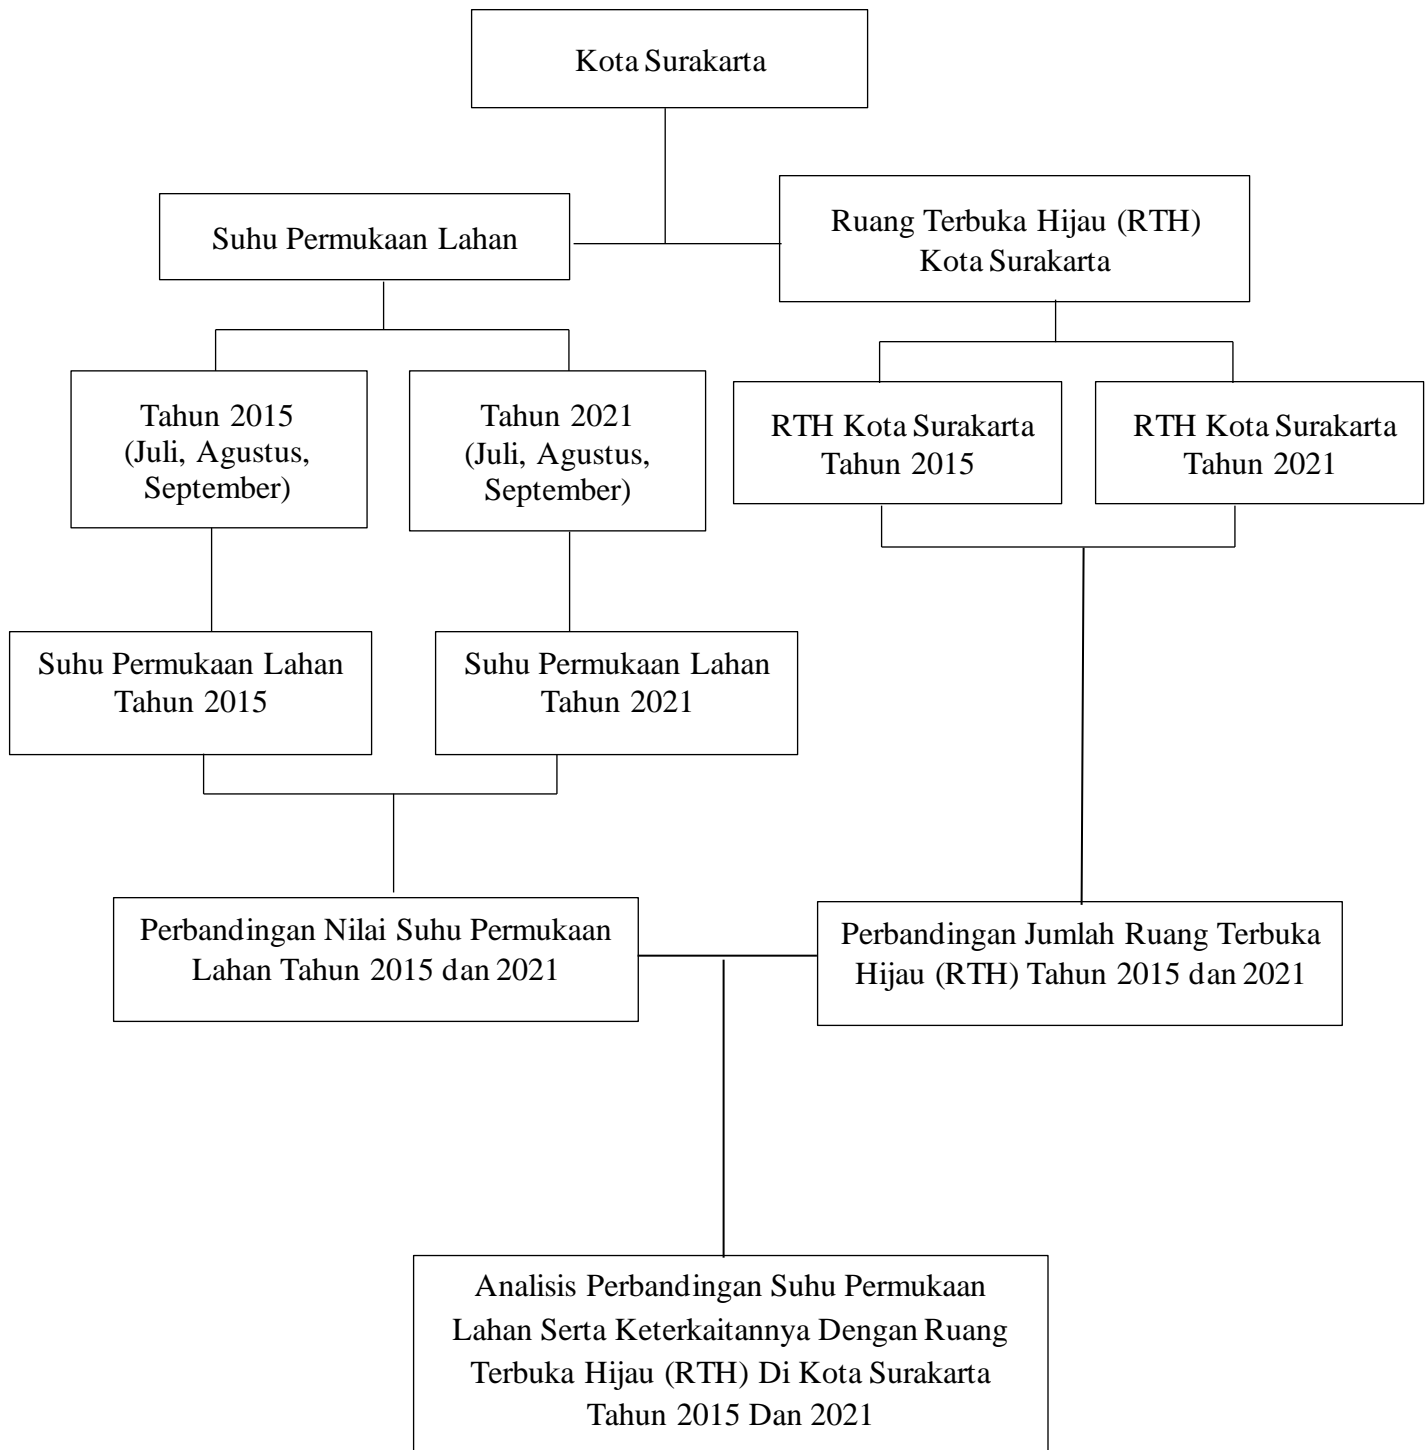 Kota Surakarta
Suhu Permukaan Lahan
Ruang Terbuka Hijau (RTH)
Kota Surakarta
Tahun 2015
(Juli, Agustus,
September)
Tahun 2021
(Juli, Agustus,
September)
RTH Kota Surakarta
Tahun 2015
RTH Kota Surakarta
Tahun 2021
Suhu Permukaan Lahan
Tahun 2015
Suhu Permukaan Lahan
Tahun 2021
Perbandingan Nilai Suhu Permukaan
Lahan Tahun 2015 dan 2021
Perbandingan Jumlah Ruang Terbuka
Hijau (RTH) Tahun 2015 dan 2021
Analisis Perbandingan Suhu Permukaan
Lahan Serta Keterkaitannya Dengan Ruang
Terbuka Hijau (RTH) Di Kota Surakarta
Tahun 2015 Dan 2021